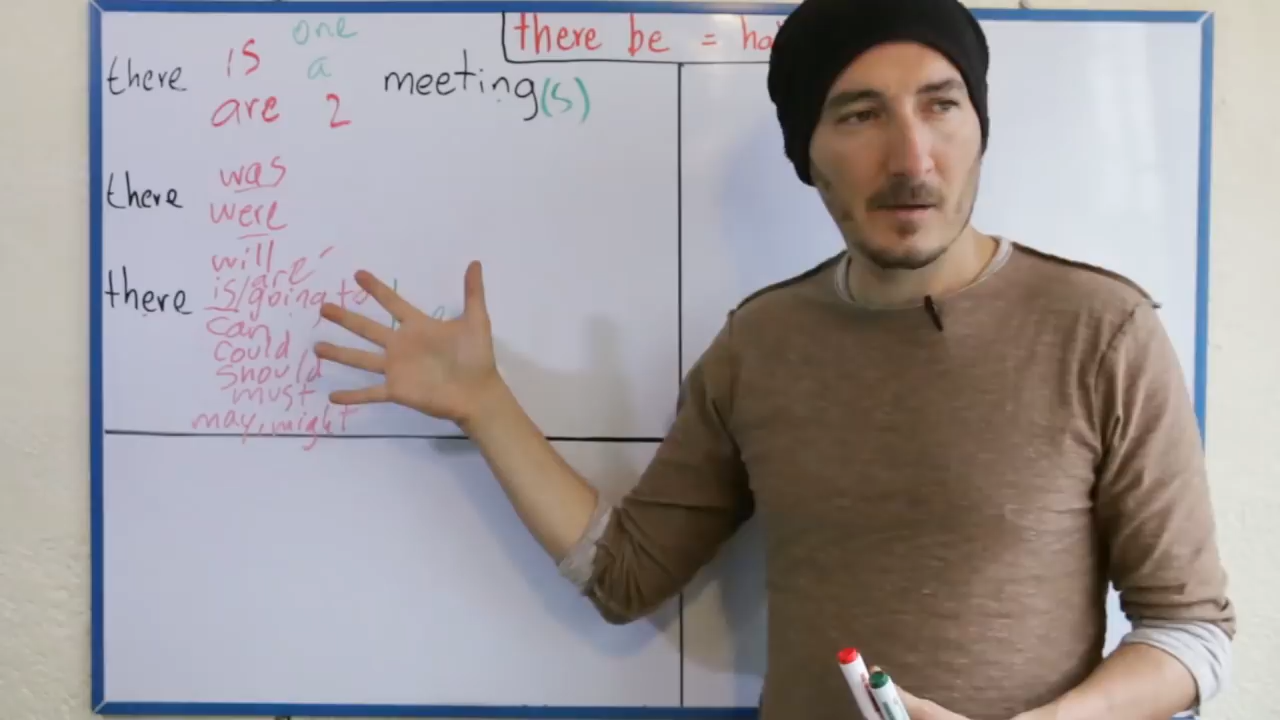 there be = ha
one
there is a meeting(s)
are 2
there was
were
will
are
there is/going to
can
could
should
must
may, might